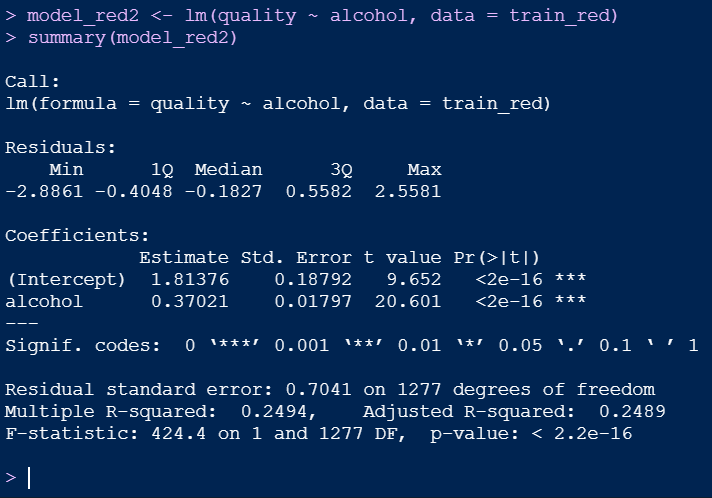 > model_red2 <- lm(quality ~ alcohol, data = train_red)
> summary(model_red2)
Call:
lm(formula = quality ~ alcohol, data = train_red)
Residuals:
    Min      1Q  Median      3Q     Max
-2.8861 -0.4048 -0.1827  0.5582  2.5581
Coefficients:
            Estimate Std. Error t value Pr(>|t|)
(Intercept)  1.81376    0.18792   9.652   <2e-16 ***
alcohol      0.37021    0.01797  20.601   <2e-16 ***
---
Signif. codes:  0 ‘***’ 0.001 ‘**’ 0.01 ‘*’ 0.05 ‘.’ 0.1 ‘ ’ 1
Residual standard error: 0.7041 on 1277 degrees of freedom
Multiple R-squared:  0.2494,    Adjusted R-squared:  0.2489
F-statistic: 424.4 on 1 and 1277 DF,  p-value: < 2.2e-16
>